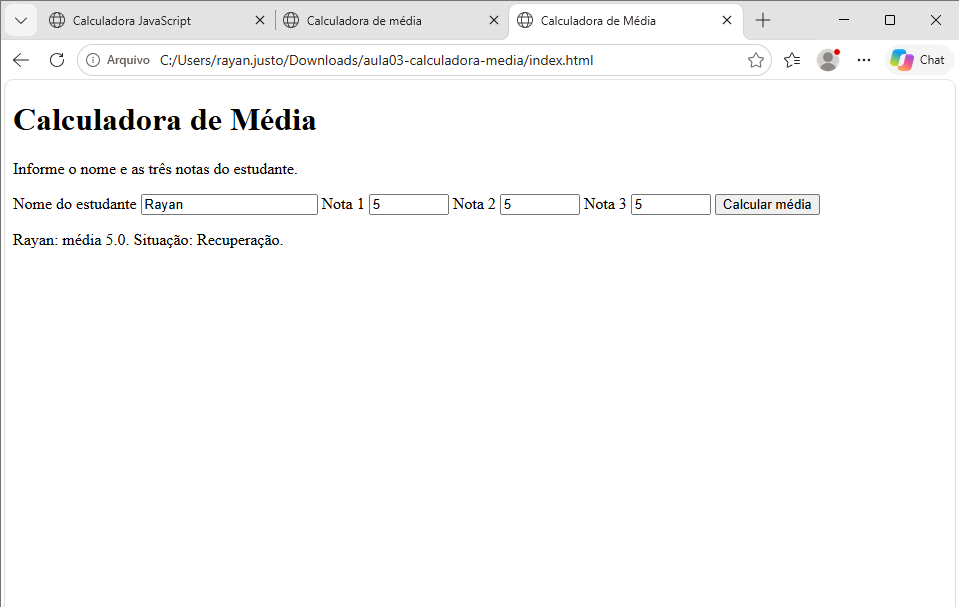 Calculadora JavaScript
Calculadora de média
Calculadora de Média
Arquivo C:/Users/rayan.justo/Downloads/aula03-calculadora-media/index.html
Chat
Calculadora de Média
Informe o nome e as três notas do estudante.
Nome do estudante Rayan Nota 1 5 Nota 2 5 Nota 3 5 Calcular média
Rayan: média 5.0. Situação: Recuperação.